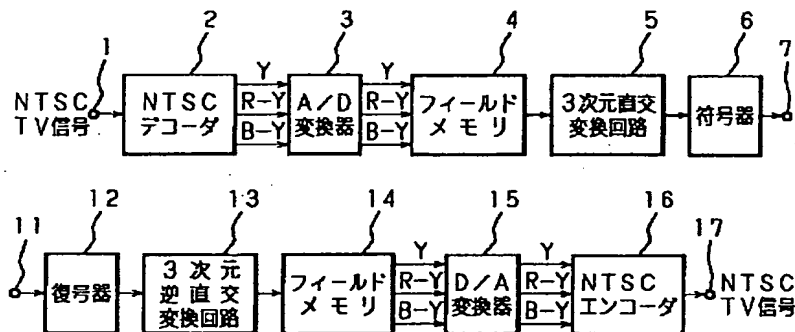 1
2
3
4
5
6
7
NTSC
TV信号
NTSC
デコーダ
Y
R-Y
B-Y
A/D
変換器
Y
R-Y
B-Y
フィールド
メモリ
3次元直交
変換回路
符号器
11
12
13
14
15
16
17
復号器
3次元
逆直交
変換回路
フィールド
メモリ
Y
R-Y
B-Y
D/A
変換器
Y
R-Y
B-Y
NTSC
エンコーダ
NTSC
TV信号